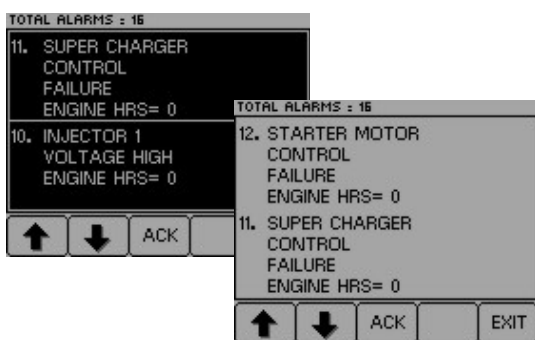 TOTAL ALARMS : 16
11. SUPER CHARGER
CONTROL
FAILURE
ENGINE HRS= 0
10. INJECTOR 1
VOLTAGE HIGH
ENGINE HRS= 0
ACK
TOTAL ALARMS : 16
12. STARTER MOTOR
CONTROL
FAILURE
ENGINE HRS= 0
11. SUPER CHARGER
CONTROL
FAILURE
ENGINE HRS= 0
ACK
EXIT